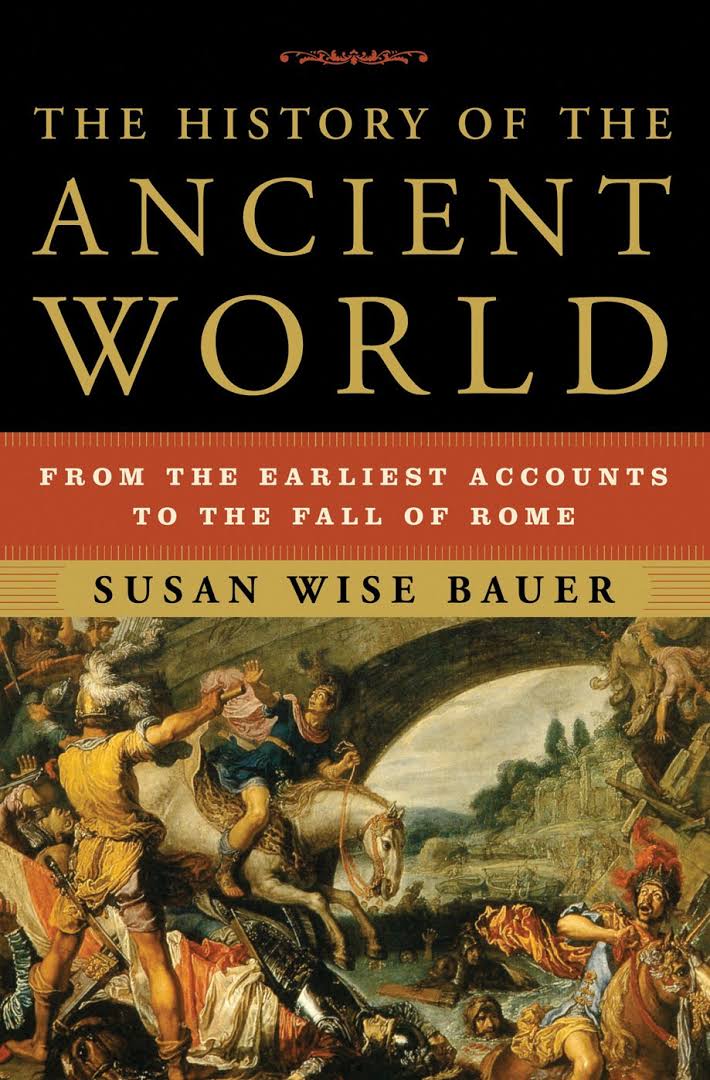 THE HISTORY OF THE
ANCIENT
WORLD
FROM THE EARLIEST ACCOUNTS
TO THE FALL OF ROME
SUSAN WISE BAUER